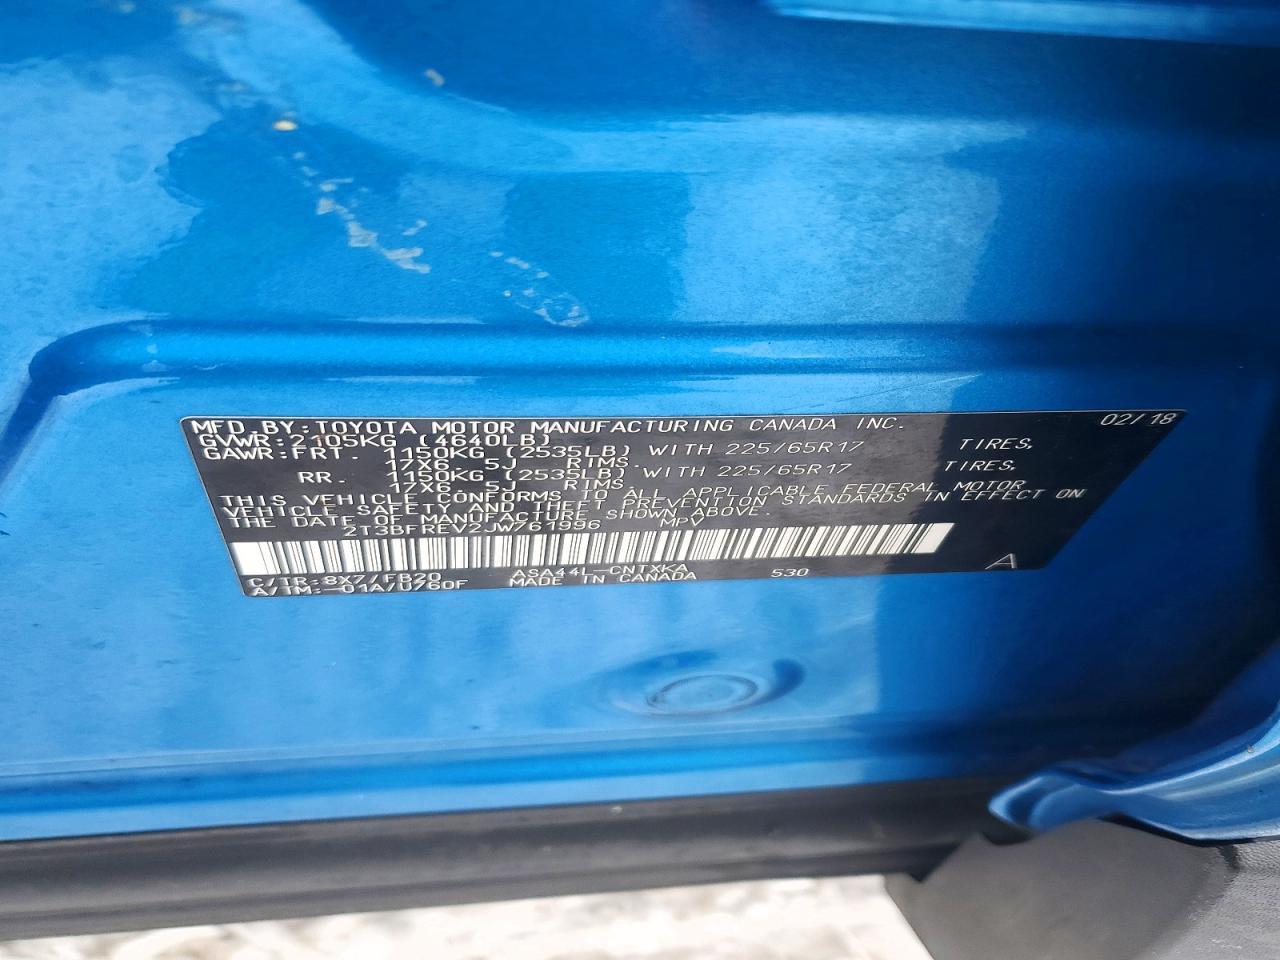 MFD.BY:TOYOTA MOTOR MANUFACTURING CANADA INC. 02/18
GVWR:2105KG (4640LB)
GAWR:FRT. 1150KG (2535LB) WITH 225/65R17 TIRES,
17X6.5J RIMS.
RR. 1150KG (2535LB) WITH 225/65R17 TIRES,
17X6.5J RIMS.
THIS VEHICLE CONFORMS TO ALL APPLICABLE FEDERAL MOTOR
VEHICLE SAFETY AND THEFT PREVENTION STANDARDS IN EFFECT ON
THE DATE OF MANUFACTURE SHOWN ABOVE.
2T3BFREV2JW761996 MPV
C/TR:8X7/FB20 ASA44L-CNTXKA 530 A
A/TM:-01A/U760F MADE IN CANADA